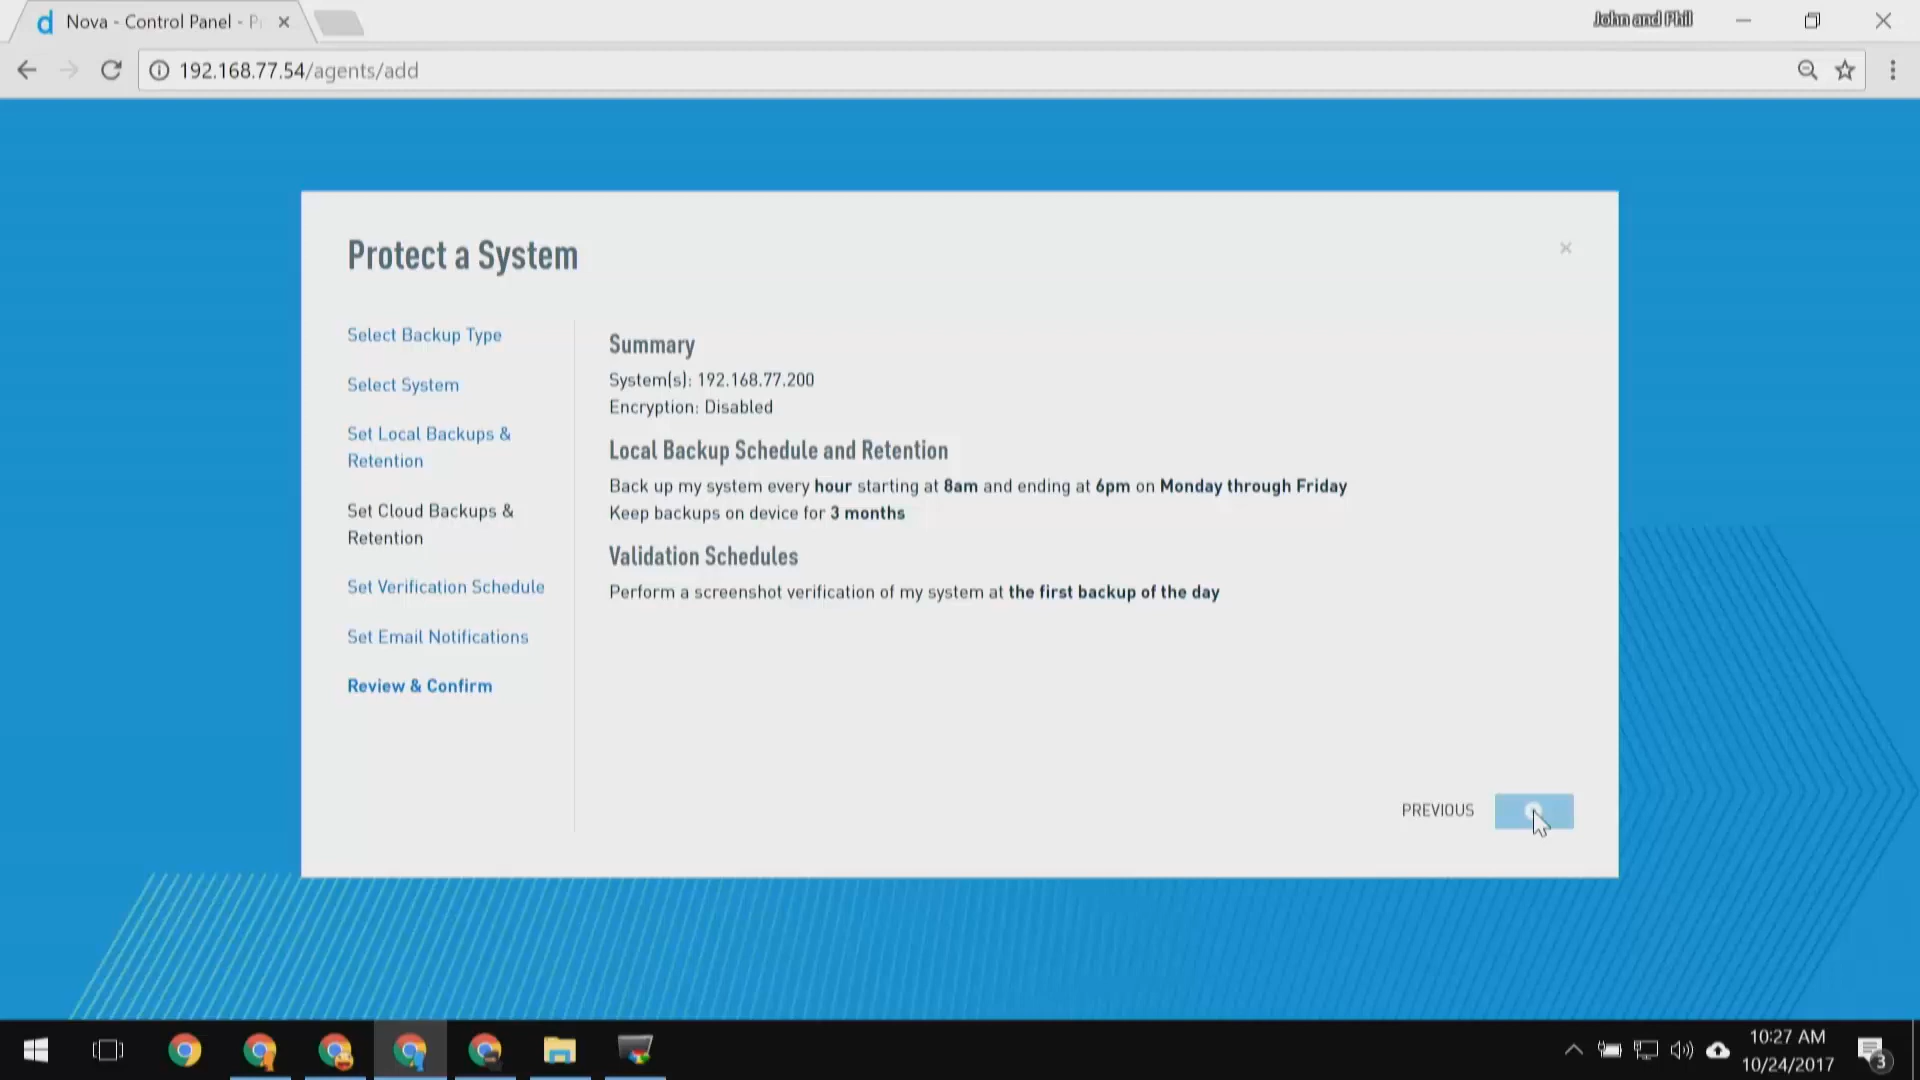 d Nova - Control Panel - P
John and Phil
192.168.77.54/agents/add
Protect a System
Select Backup Type
Select System
Set Local Backups &
Retention
Set Cloud Backups &
Retention
Set Verification Schedule
Set Email Notifications
Review & Confirm
Summary
System(s): 192.168.77.200
Encryption: Disabled
Local Backup Schedule and Retention
Back up my system every hour starting at 8am and ending at 6pm on Monday through Friday
Keep backups on device for 3 months
Validation Schedules
Perform a screenshot verification of my system at the first backup of the day
PREVIOUS
10:27 AM
10/24/2017
3